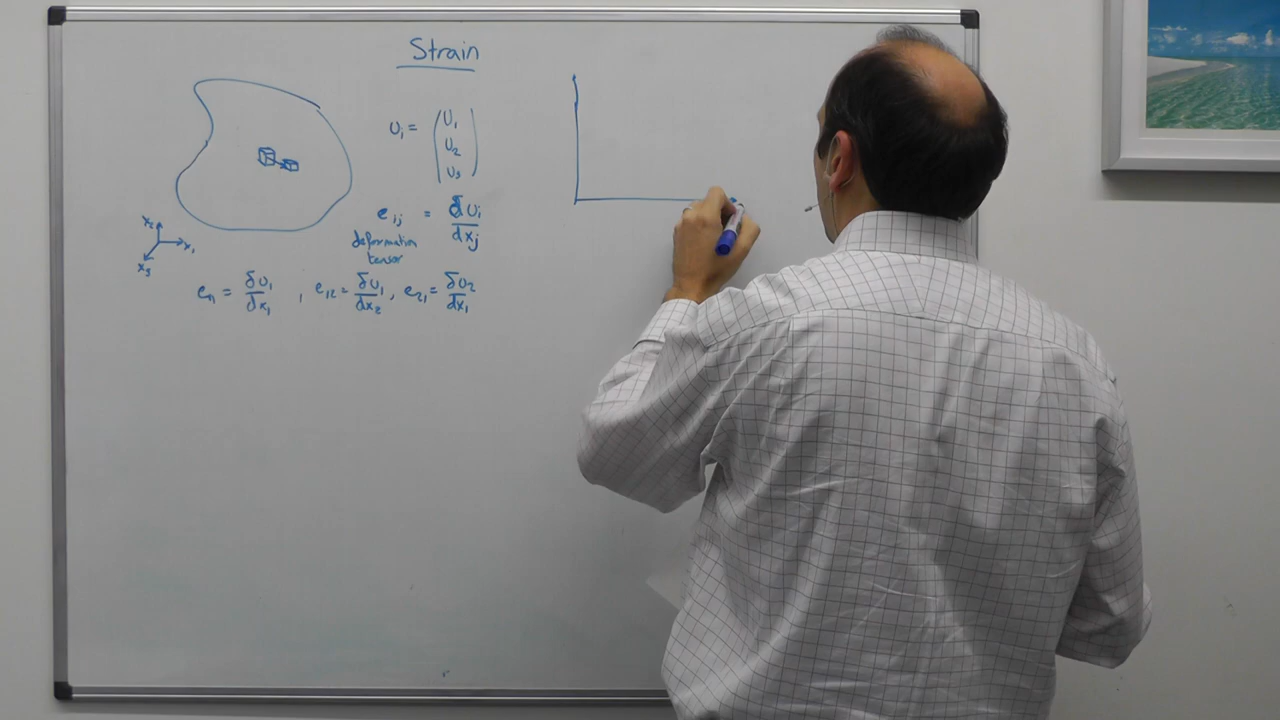 Strain
U_i = (U_1
U_2
U_3)
x_2
x_1
x_3
e_ij = dU_i/dx_j
deformation
tensor
e_11 = δU_1/dx_1 , e_12 = δU_1/dx_2 , e_21 = δU_2/dx_1